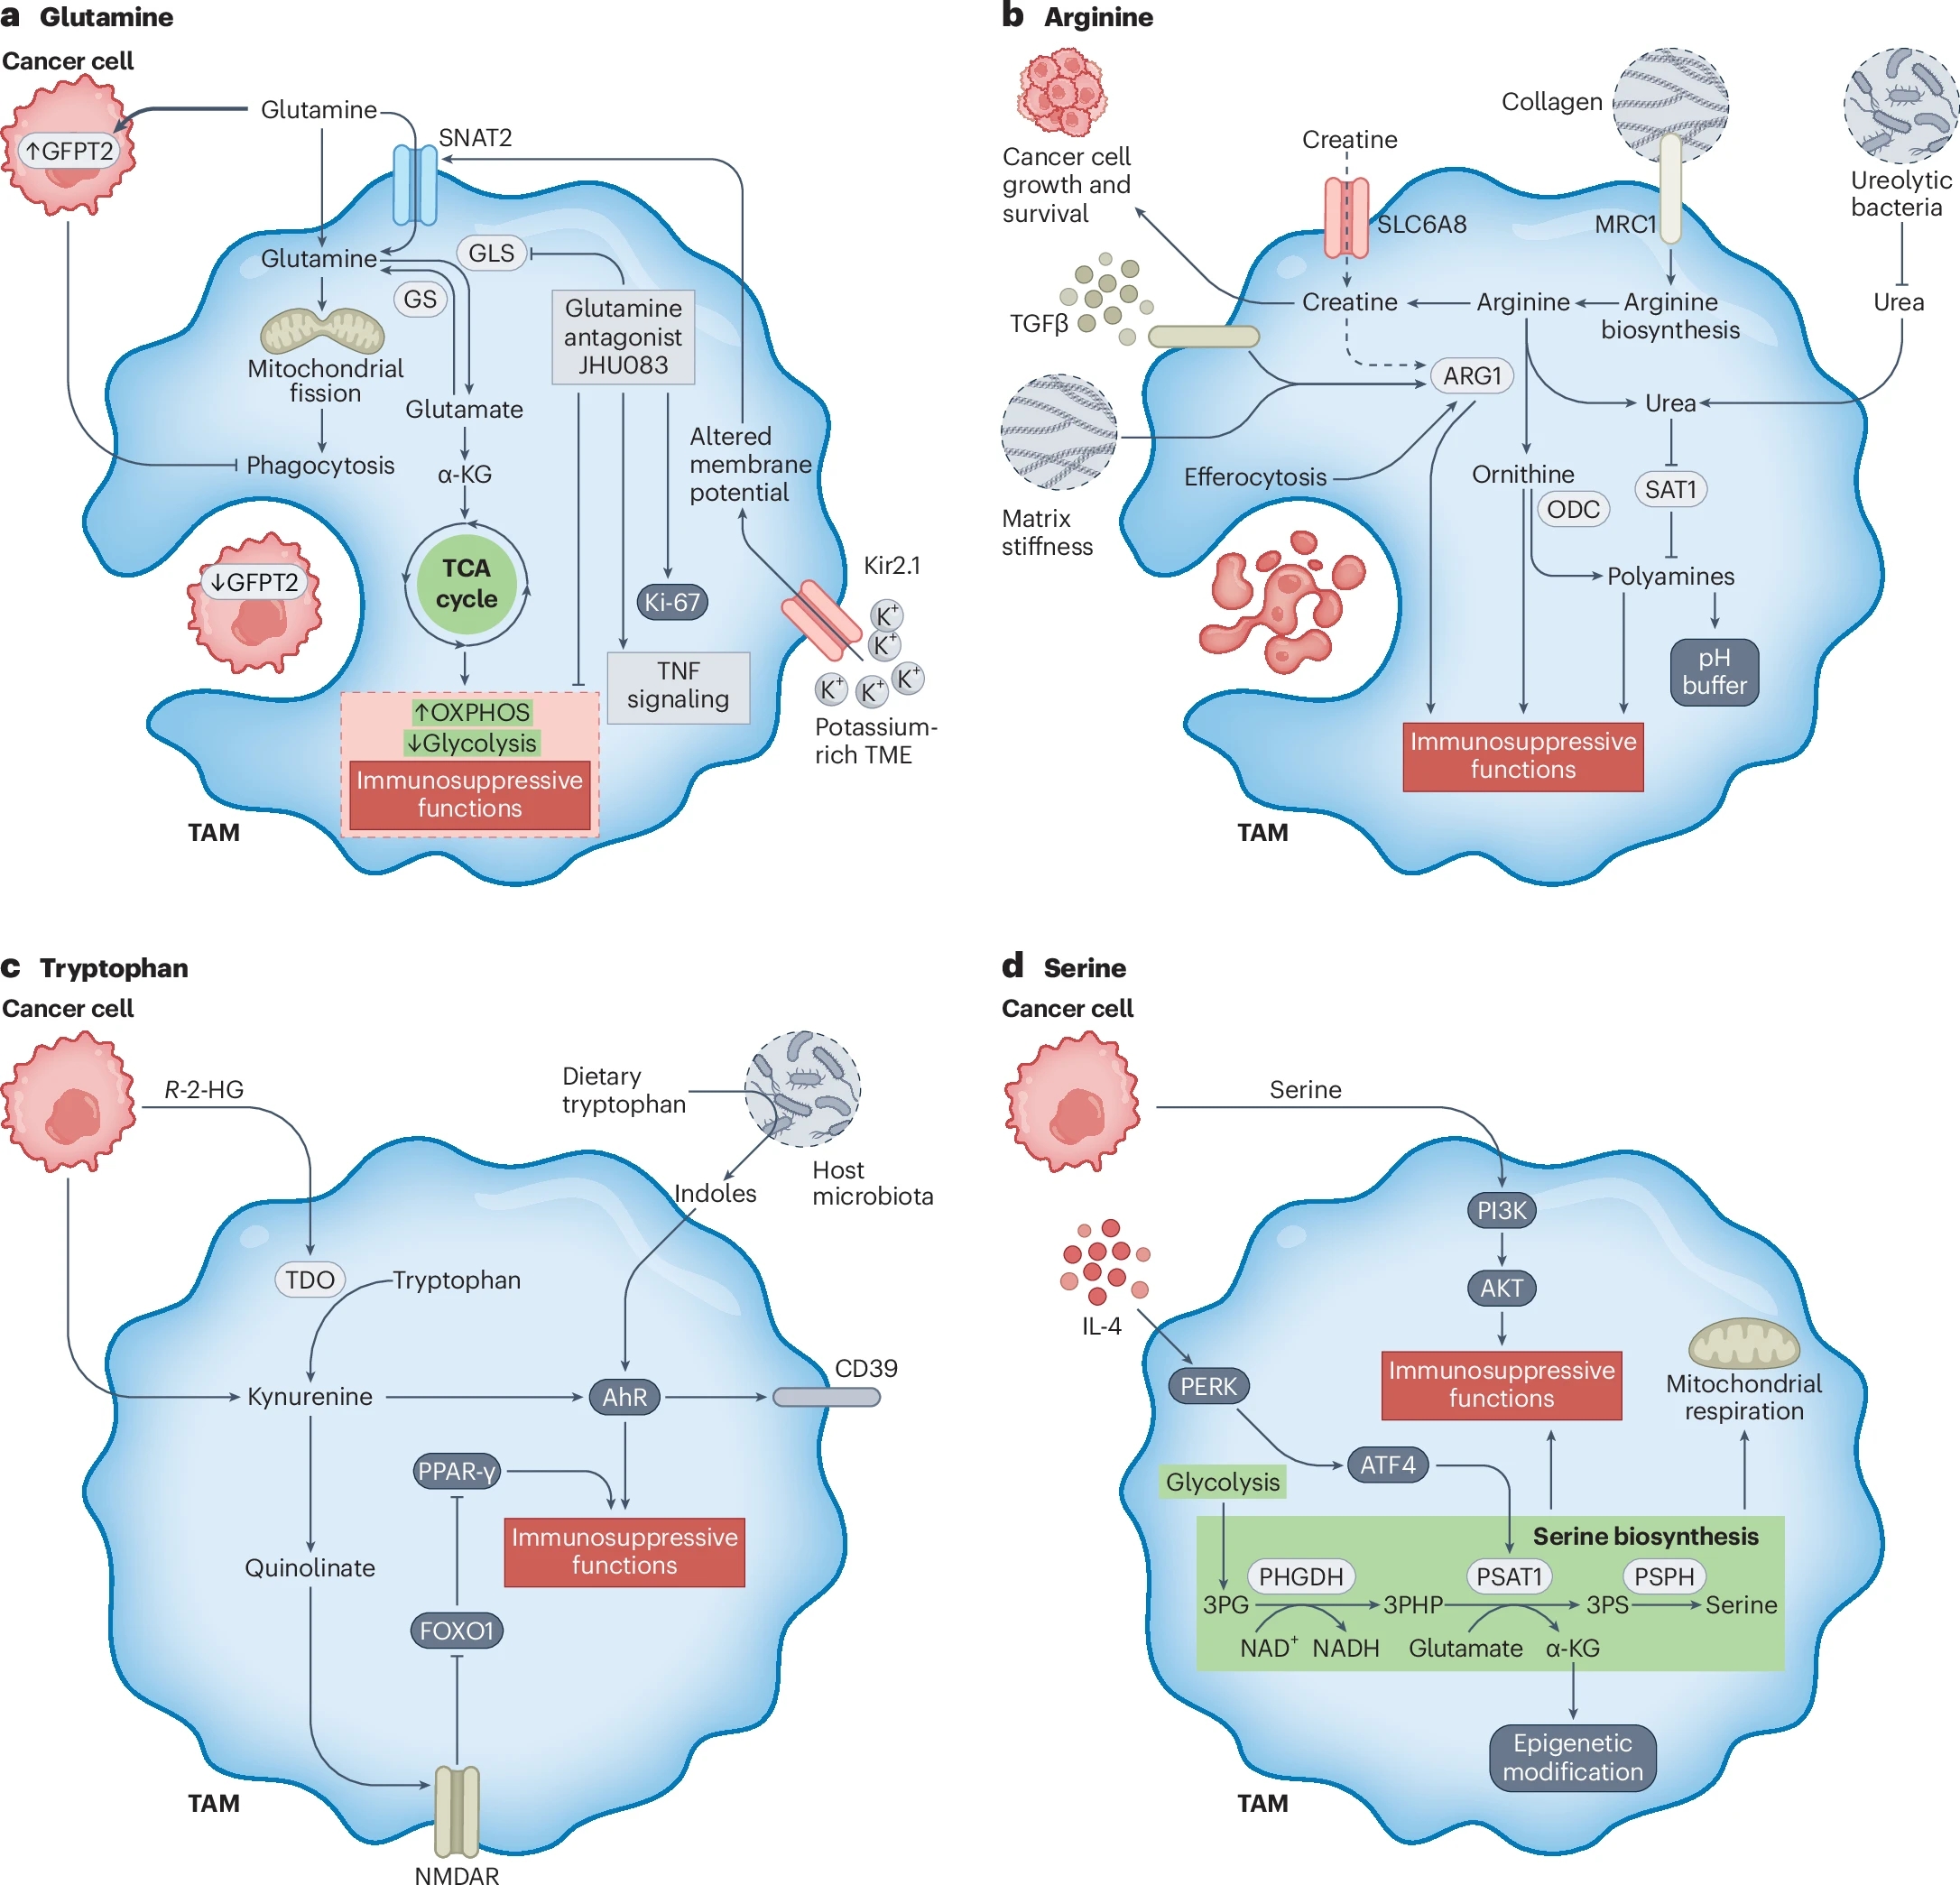 a Glutamine
Cancer cell
↑GFPT2
Glutamine
SNAT2
Glutamine
GLS
GS
Glutamine
antagonist
JHU083
Mitochondrial
fission
Glutamate
Phagocytosis
α-KG
Altered
membrane
potential
↓GFPT2
TCA
cycle
Ki-67
Kir2.1
K+
K+
K+
K+
K+
Potassium-
rich TME
TNF
signaling
↑OXPHOS
↓Glycolysis
Immunosuppressive
functions
TAM
b Arginine
Cancer cell
growth and
survival
Creatine
Collagen
SLC6A8
MRC1
Ureolytic
bacteria
TGFβ
Creatine
Arginine
Arginine
biosynthesis
Urea
ARG1
Urea
Efferocytosis
Ornithine
ODC
SAT1
Matrix
stiffness
Polyamines
pH
buffer
Immunosuppressive
functions
TAM
c Tryptophan
Cancer cell
R-2-HG
Dietary
tryptophan
Host
microbiota
Indoles
TDO
Tryptophan
Kynurenine
AhR
CD39
PPAR-γ
Immunosuppressive
functions
Quinolinate
FOXO1
TAM
NMDAR
d Serine
Cancer cell
Serine
PI3K
AKT
IL-4
PERK
Immunosuppressive
functions
Mitochondrial
respiration
ATF4
Glycolysis
Serine biosynthesis
PHGDH
PSAT1
PSPH
3PG
3PHP
3PS
Serine
NAD+
NADH
Glutamate
α-KG
Epigenetic
modification
TAM